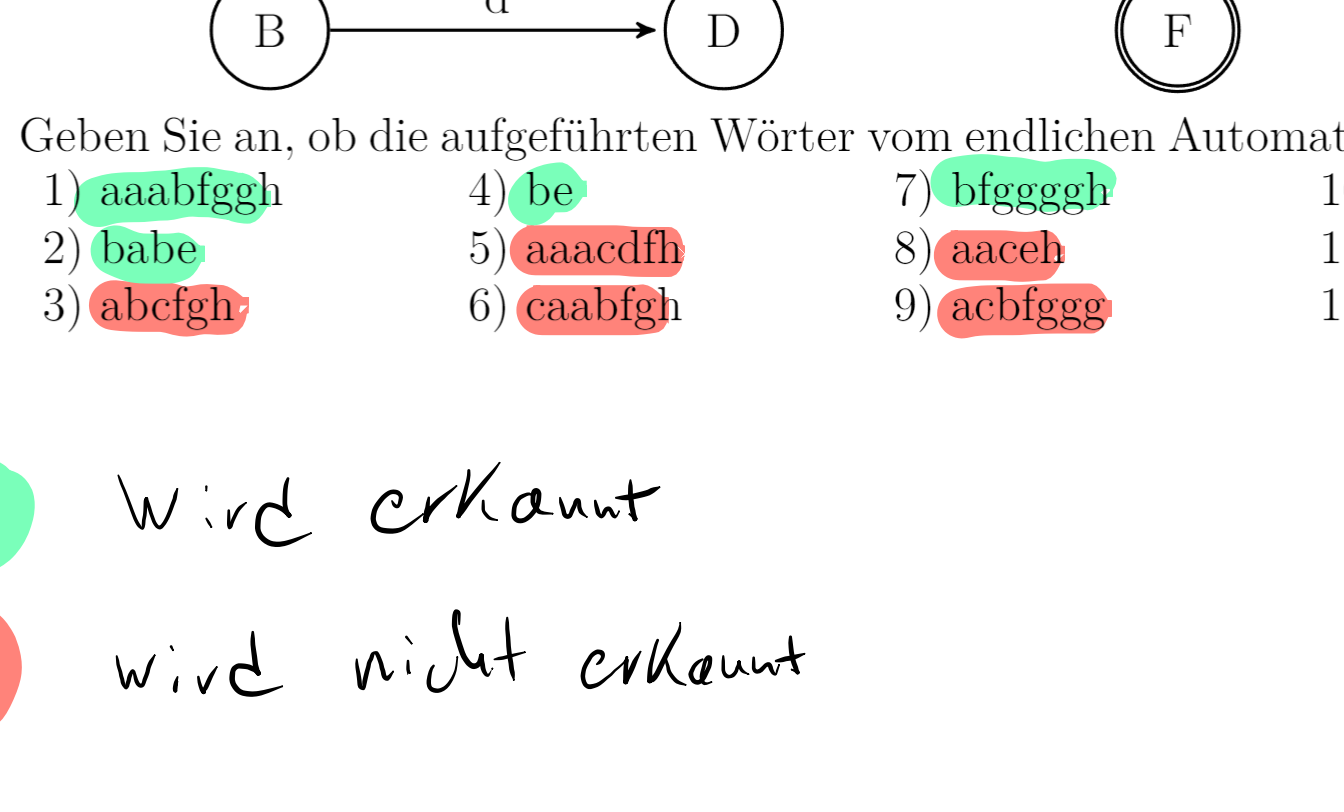 d
B D F
Geben Sie an, ob die aufgeführten Wörter vom endlichen Automat
1) aaabfggh 4) be 7) bfggggh 1
2) babe 5) aaacdfh 8) aaceh 1
3) abcfgh 6) caabfgh 9) acbfggg 1
Wird erkannt
wird nicht erkannt